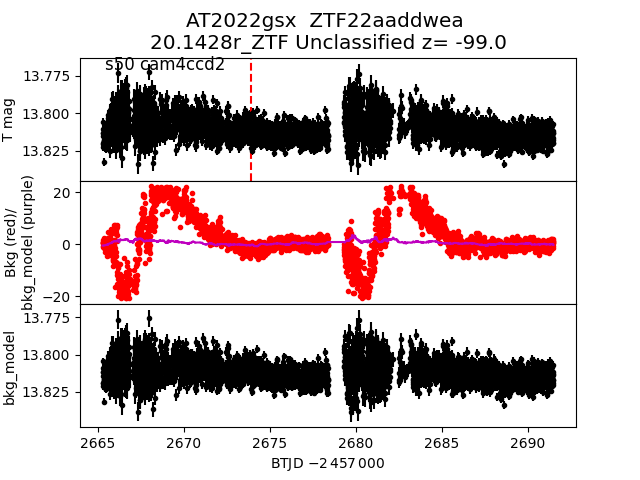 AT2022gsx  ZTF22aaddwea
20.1428r_ZTF Unclassified z= -99.0
s50 cam4ccd2
T mag
13.775
13.800
13.825
Bkg (red)/
bkg_model (purple)
20
0
−20
bkg_model
13.775
13.800
13.825
2665
2670
2675
2680
2685
2690
BTJD −2 457 000